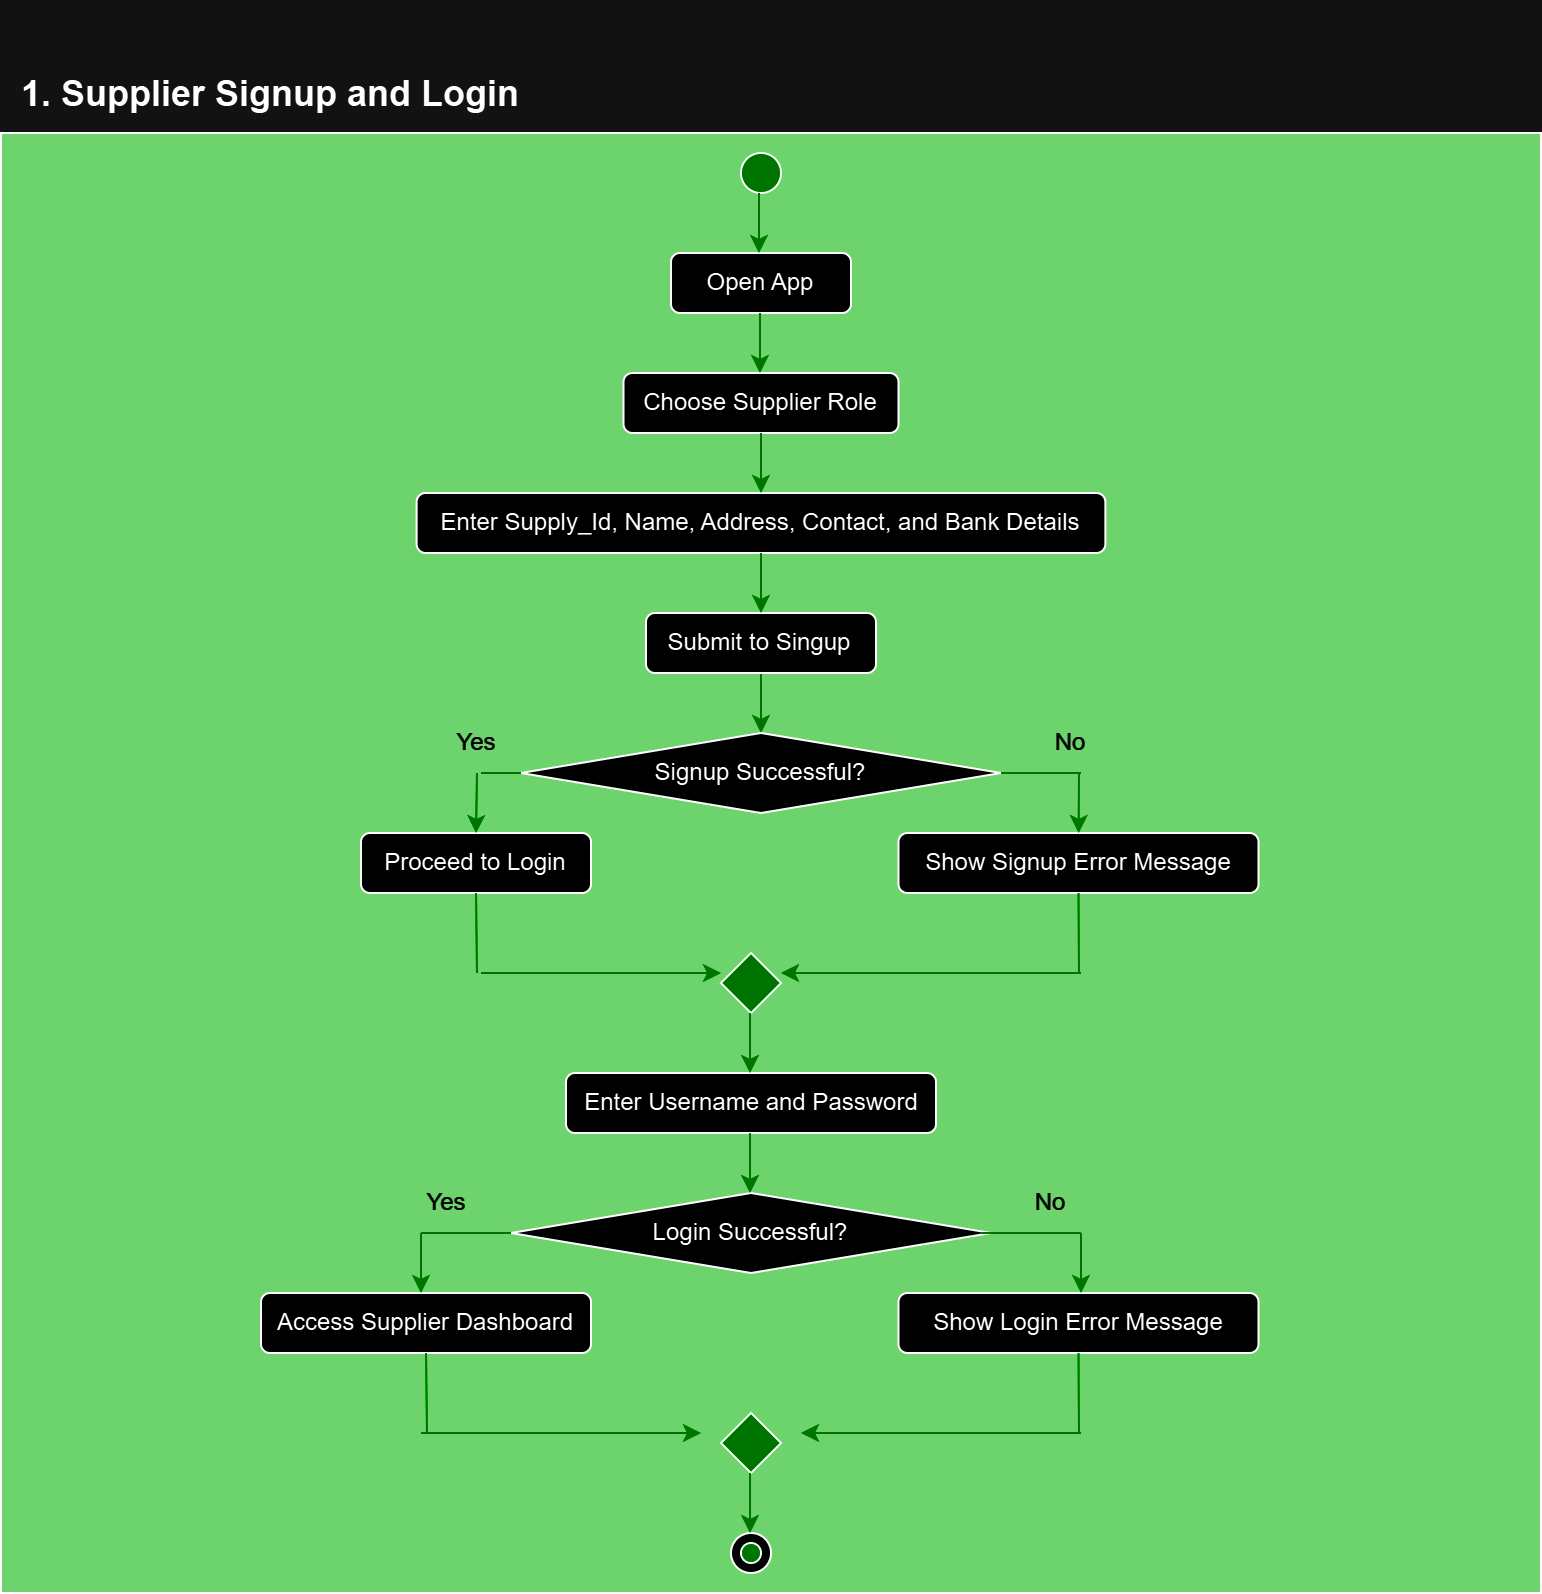 1. Supplier Signup and Login
Open App
Choose Supplier Role
Enter Supply_Id, Name, Address, Contact, and Bank Details
Submit to Singup
Yes
No
Signup Successful?
Proceed to Login
Show Signup Error Message
Enter Username and Password
Yes
No
Login Successful?
Access Supplier Dashboard
Show Login Error Message